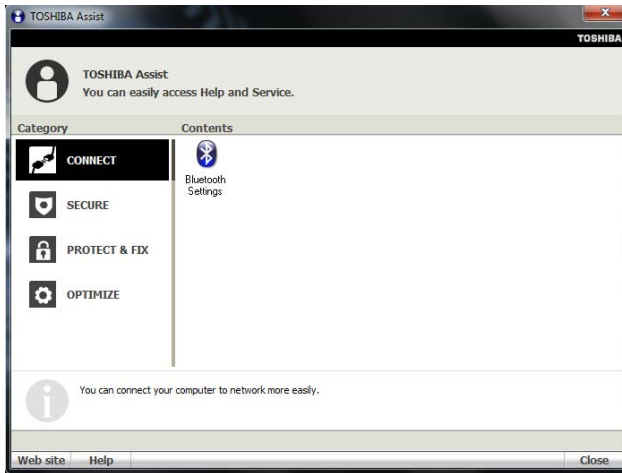 TOSHIBA Assist
TOSHIBA
TOSHIBA Assist
You can easily access Help and Service.
Category
Contents
CONNECT
Bluetooth
Settings
SECURE
PROTECT & FIX
OPTIMIZE
You can connect your computer to network more easily.
Web site
Help
Close